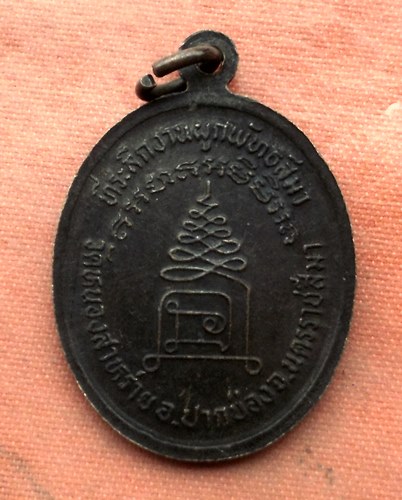 ที่ระลึกงานผูกพัทธสีมา
วัดหนองสาหร่าย อ.ปากช่อง จ.นครราชสีมา